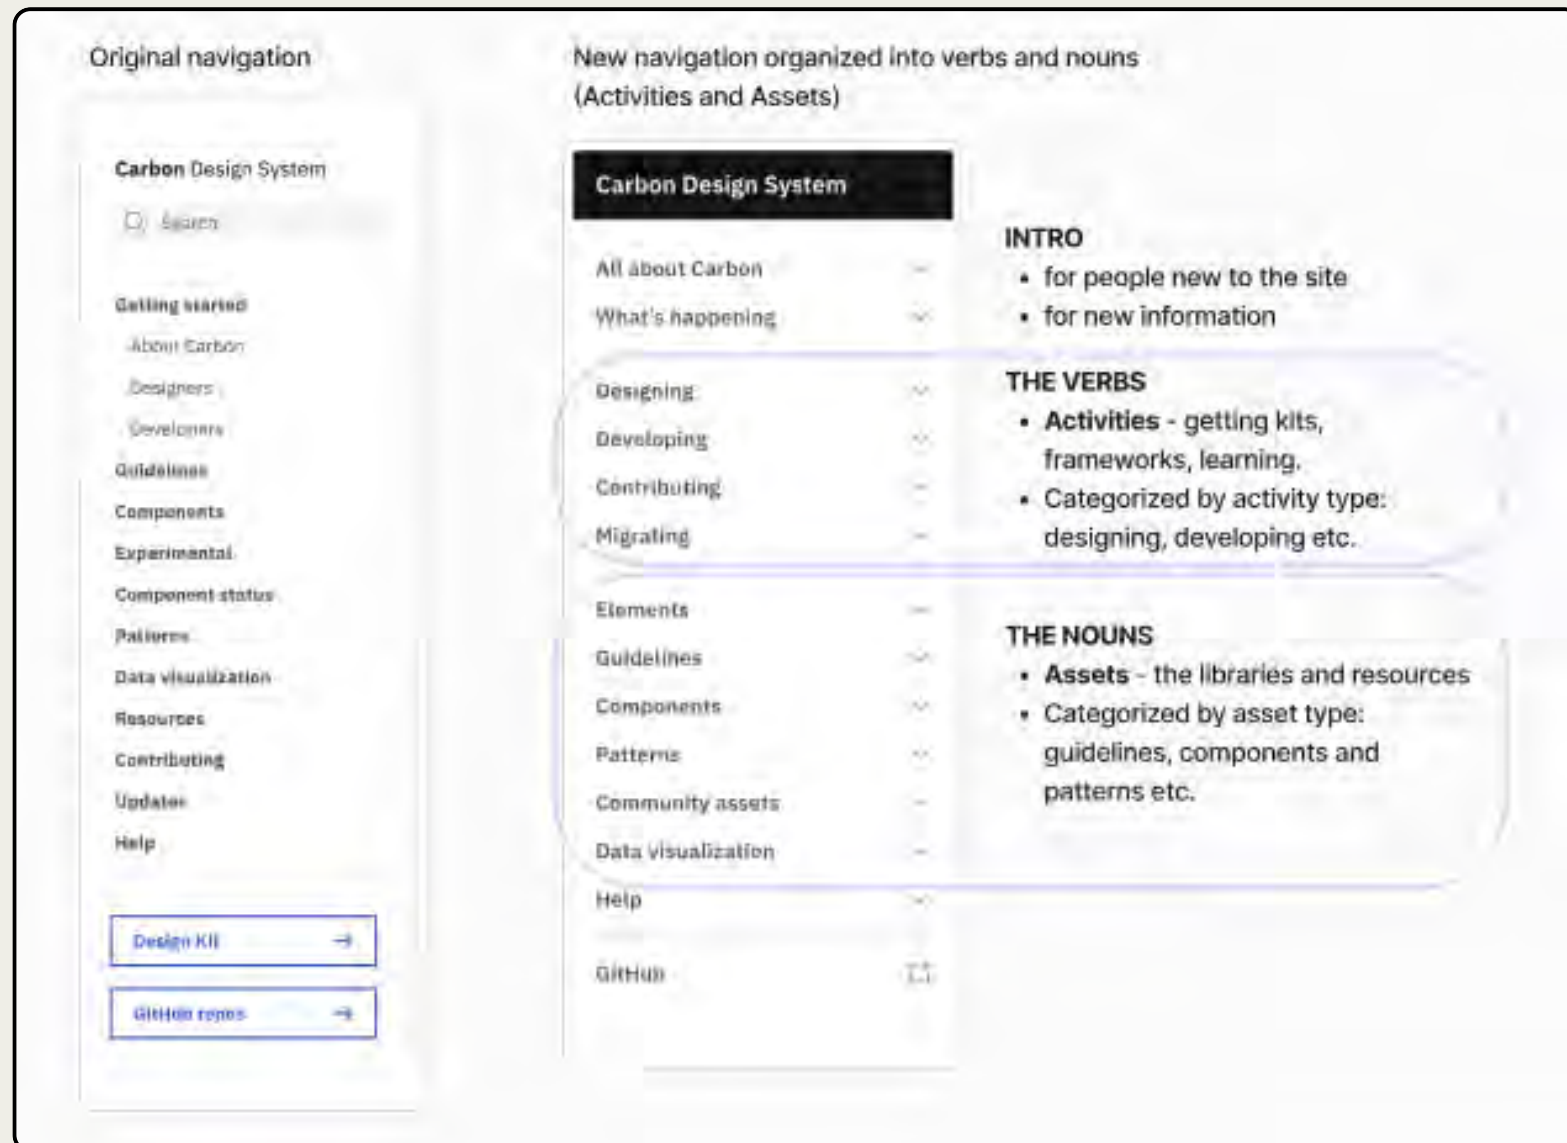 Original navigation
Carbon Design System
Search
Getting started
About Carbon
Designers
Developers
Guidelines
Components
Experimental
Component status
Patterns
Data visualization
Resources
Contributing
Updates
Help
Design Kit
GitHub repos
New navigation organized into verbs and nouns
(Activities and Assets)
Carbon Design System
All about Carbon
What's happening
Designing
Developing
Contributing
Migrating
Elements
Guidelines
Components
Patterns
Community assets
Data visualization
Help
GitHub
INTRO
• for people new to the site
• for new information
THE VERBS
• Activities - getting kits,
frameworks, learning.
• Categorized by activity type:
designing, developing etc.
THE NOUNS
• Assets - the libraries and resources
• Categorized by asset type:
guidelines, components and
patterns etc.